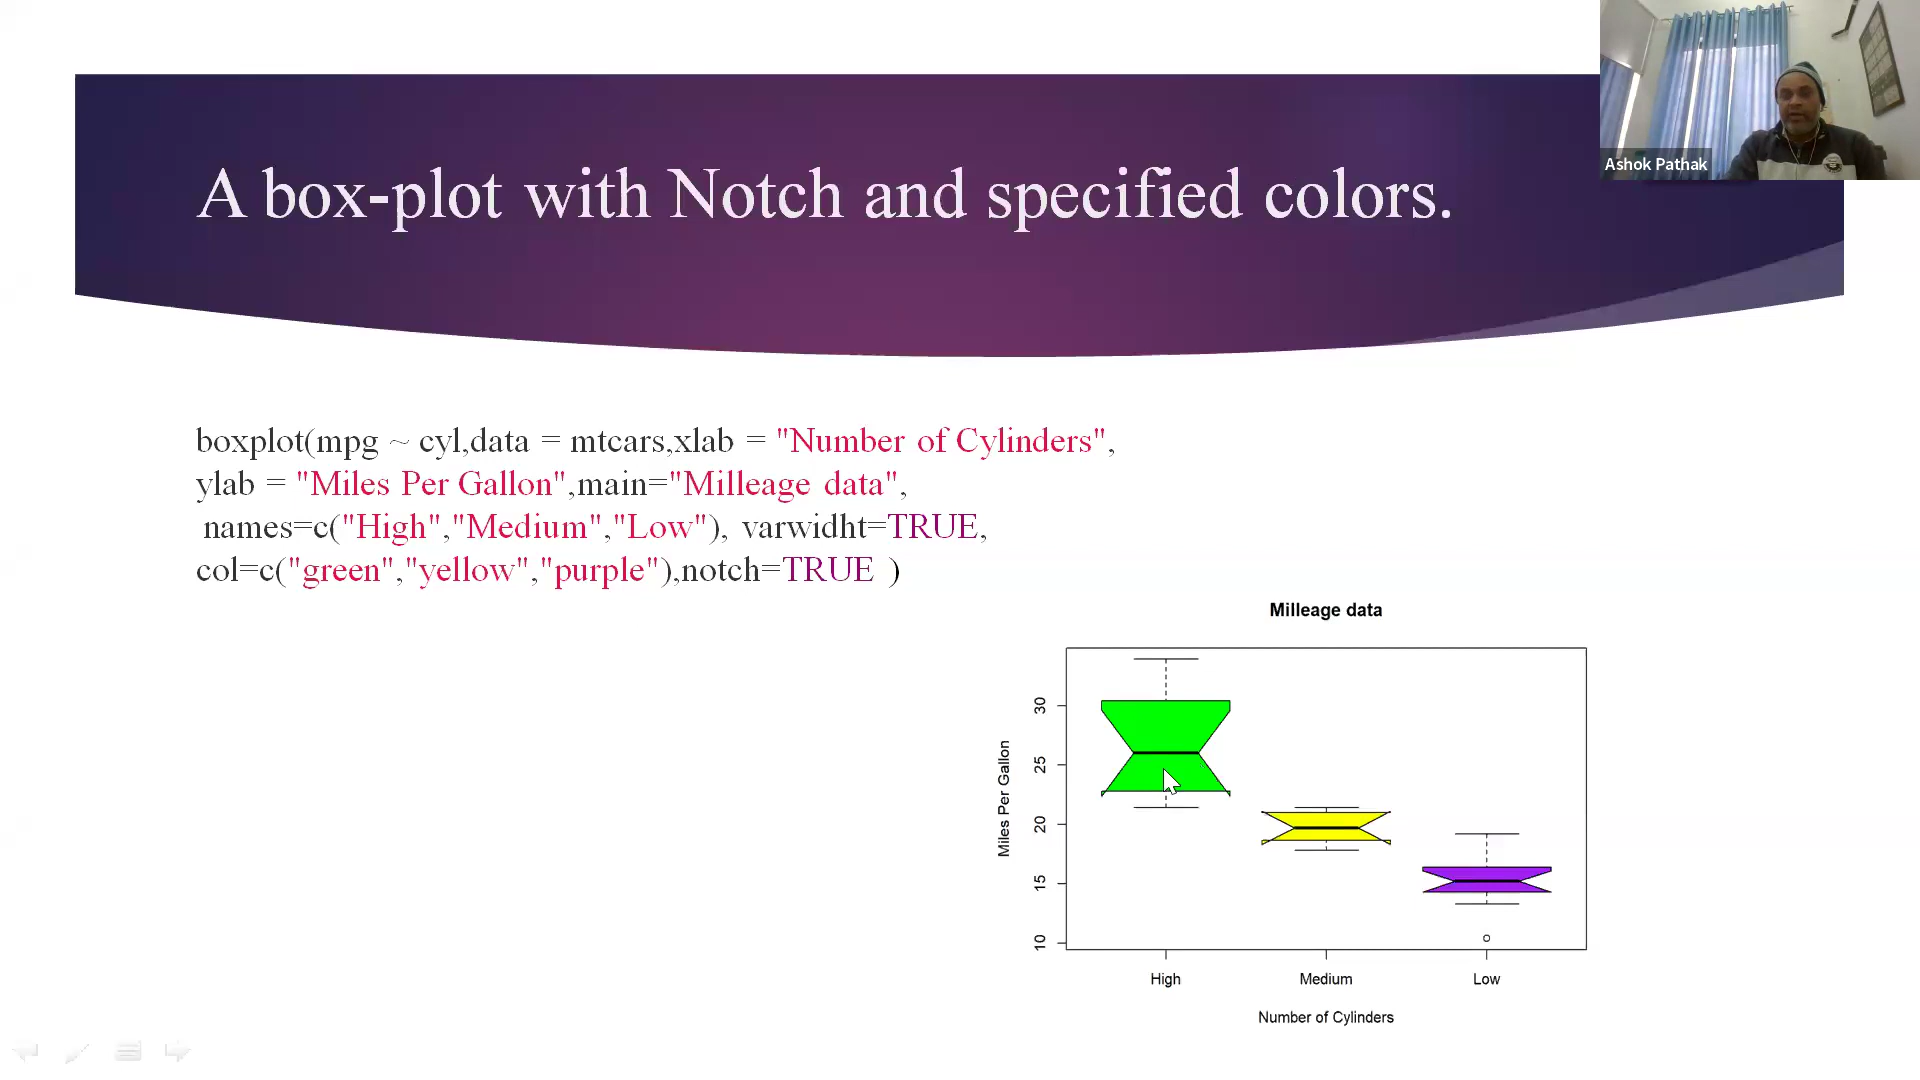 Ashok Pathak
A box-plot with Notch and specified colors.
boxplot(mpg ~ cyl,data = mtcars,xlab = "Number of Cylinders",
ylab = "Miles Per Gallon",main="Milleage data",
names=c("High","Medium","Low"), varwidht=TRUE,
col=c("green","yellow","purple"),notch=TRUE )
Milleage data
Miles Per Gallon
30
25
20
15
10
High Medium Low
Number of Cylinders